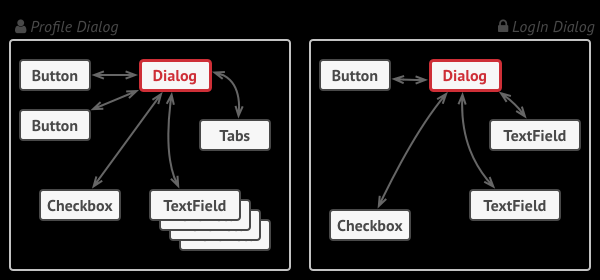 Profile Dialog
Button
Dialog
Button
Tabs
Checkbox
TextField
LogIn Dialog
Button
Dialog
TextField
TextField
Checkbox